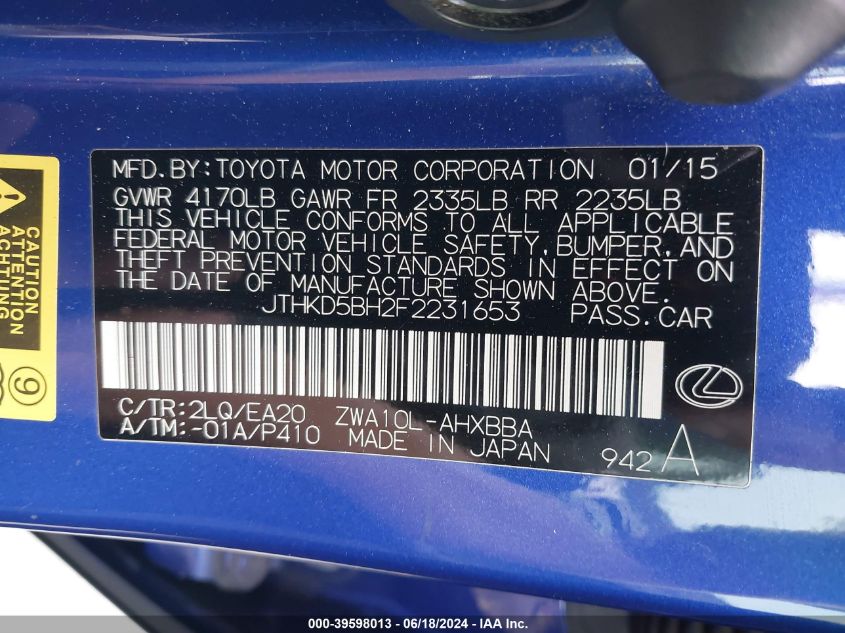 MFD. BY: TOYOTA MOTOR CORPORATION 01/15
GVWR 4170LB GAWR FR 2335LB RR 2235LB
THIS VEHICLE CONFORMS TO ALL APPLICABLE
FEDERAL MOTOR VEHICLE SAFETY, BUMPER, AND
THEFT PREVENTION STANDARDS IN EFFECT ON
THE DATE OF MANUFACTURE SHOWN ABOVE.
JTHKD5BH2F2231653 PASS. CAR
C/TR: 2LQ/EA20 ZWA10L-AHXBBA
A/TM: -01A/P410 MADE IN JAPAN
942 A
CAUTION
ATTENTION
ACHTUNG
9
000-39598013 - 06/18/2024 - IAA Inc.